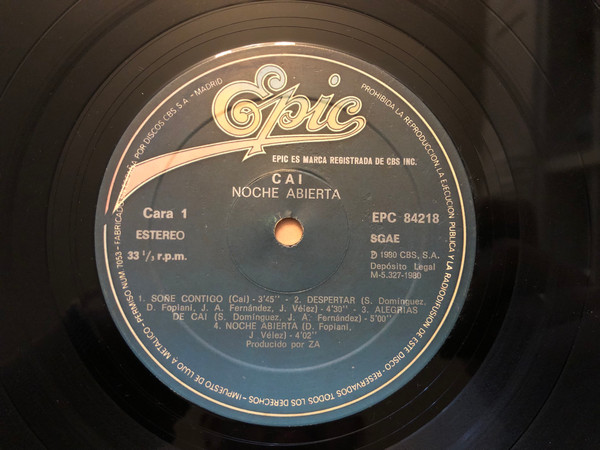 Epic
EPIC ES MARCA REGISTRADA DE CBS INC.
CAI
NOCHE ABIERTA
Cara 1
ESTEREO
33 1/3 r.p.m.
EPC 84218
SGAE
Ⓟ 1980 CBS, S.A.
Depósito Legal
M-5.327-1980
1. SOÑE CONTIGO (Cai) - 3'45" - 2. DESPERTAR (S. Domínguez,
D. Fopiani, J. A. Fernández, J. Vélez) - 4'30" - 3. ALEGRIAS
DE CAI (S. Domínguez, J. A. Fernández) - 5'00"
4. NOCHE ABIERTA (D. Fopiani,
J. Vélez) - 4'02"
Producido por ZA
POR DISCOS CBS S.A. - MADRID
PROHIBIDA LA REPRODUCCION, LA EJECUCION PUBLICA Y LA RADIODIFUSION DE ESTE DISCO - RESERVADOS TODOS LOS DERECHOS - IMPUESTO DE LUJO A METALICO - PERMISO NUM. 7053 - FABRICADO